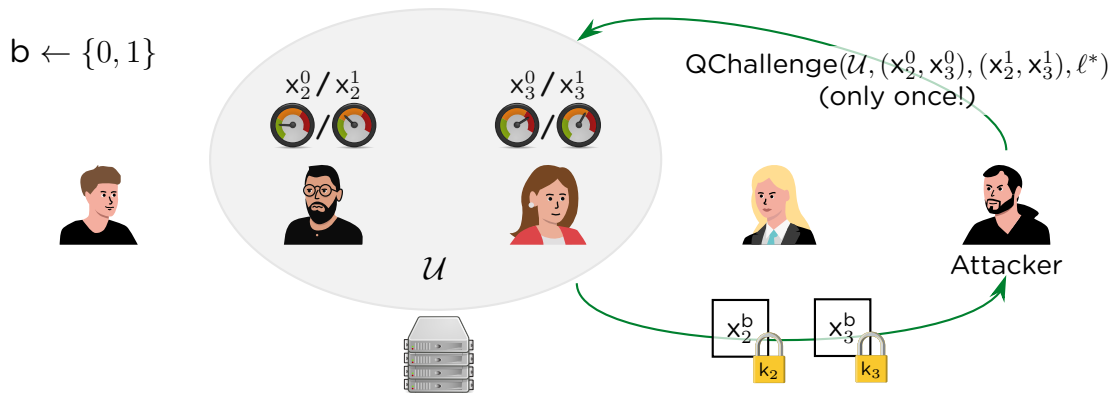 b ← {0, 1}
QChallenge(𝒰, (x₂⁰, x₃⁰), (x₂¹, x₃¹), ℓ*)
(only once!)
x₂⁰ / x₂¹
x₃⁰ / x₃¹
/
/
𝒰
Attacker
x₂ᵇ
x₃ᵇ
k₂
k₃